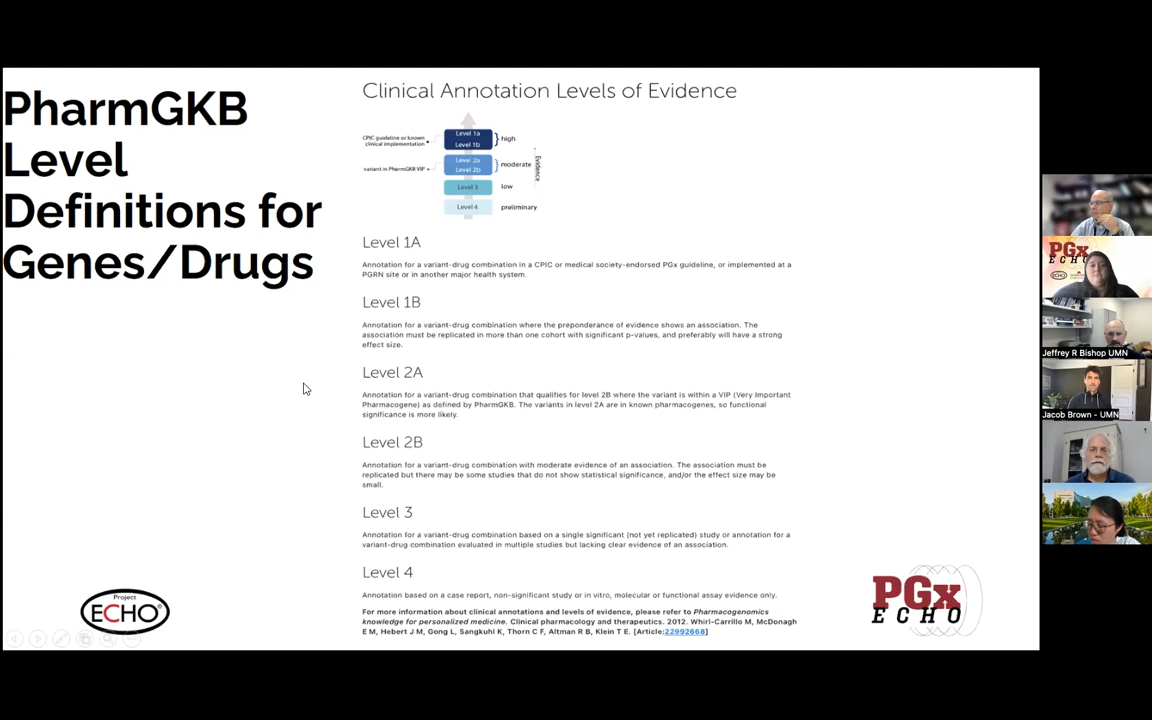 PharmGKB
Level
Definitions for
Genes/Drugs
Clinical Annotation Levels of Evidence
CPIC guideline or known
clinical implementation
Level 1a
Level 1b
high
variant in PharmGKB VIP
Level 2a
Level 2b
moderate
Level 3
low
Level 4
preliminary
Evidence
Level 1A
Annotation for a variant-drug combination in a CPIC or medical society-endorsed PGx guideline, or implemented at a
PGRN site or in another major health system.
Level 1B
Annotation for a variant-drug combination where the preponderance of evidence shows an association. The
association must be replicated in more than one cohort with significant p-values, and preferably will have a strong
effect size.
Level 2A
Annotation for a variant-drug combination that qualifies for level 2B where the variant is within a VIP (Very Important
Pharmacogene) as defined by PharmGKB. The variants in level 2A are in known pharmacogenes, so functional
significance is more likely.
Level 2B
Annotation for a variant-drug combination with moderate evidence of an association. The association must be
replicated but there may be some studies that do not show statistical significance, and/or the effect size may be
small.
Level 3
Annotation for a variant-drug combination based on a single significant (not yet replicated) study or annotation for a
variant-drug combination evaluated in multiple studies but lacking clear evidence of an association.
Level 4
Annotation based on a case report, non-significant study or in vitro, molecular or functional assay evidence only.
For more information about clinical annotations and levels of evidence, please refer to Pharmacogenomics
knowledge for personalized medicine. Clinical pharmacology and therapeutics. 2012. Whirl-Carrillo M, McDonagh
E M, Hebert J M, Gong L, Sangkuhl K, Thorn C F, Altman R B, Klein T E. [Article:22992668]
Project
ECHO®
PGx
ECHO
PGx
ECHO
Jeffrey R Bishop UMN
Jacob Brown - UMN